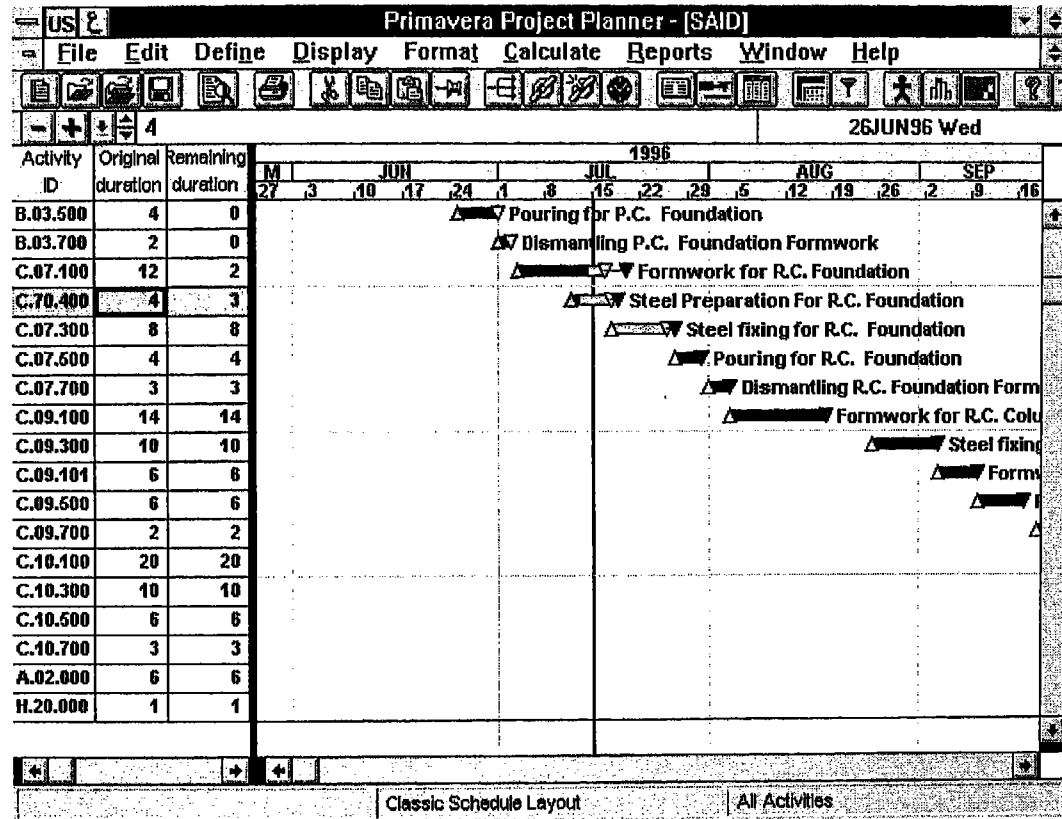 US ع Primavera Project Planner - [SAID]
File Edit Define Display Format Calculate Reports Window Help
4 26JUN96 Wed
Activity Original Remaining 1996
ID duration duration M JUN JUL AUG SEP
27 3 10 17 24 1 8 15 22 29 5 12 19 26 2 9 16
B.03.500 4 0 Pouring for P.C. Foundation
B.03.700 2 0 Dismantling P.C. Foundation Formwork
C.07.100 12 2 Formwork for R.C. Foundation
C.70.400 4 3 Steel Preparation For R.C. Foundation
C.07.300 8 8 Steel fixing for R.C. Foundation
C.07.500 4 4 Pouring for R.C. Foundation
C.07.700 3 3 Dismantling R.C. Foundation Form
C.09.100 14 14 Formwork for R.C. Colu
C.09.300 10 10 Steel fixing
C.09.101 6 6 Formw
C.09.500 6 6
C.09.700 2 2
C.10.100 20 20
C.10.300 10 10
C.10.500 6 6
C.10.700 3 3
A.02.000 6 6
H.20.000 1 1
Classic Schedule Layout All Activities